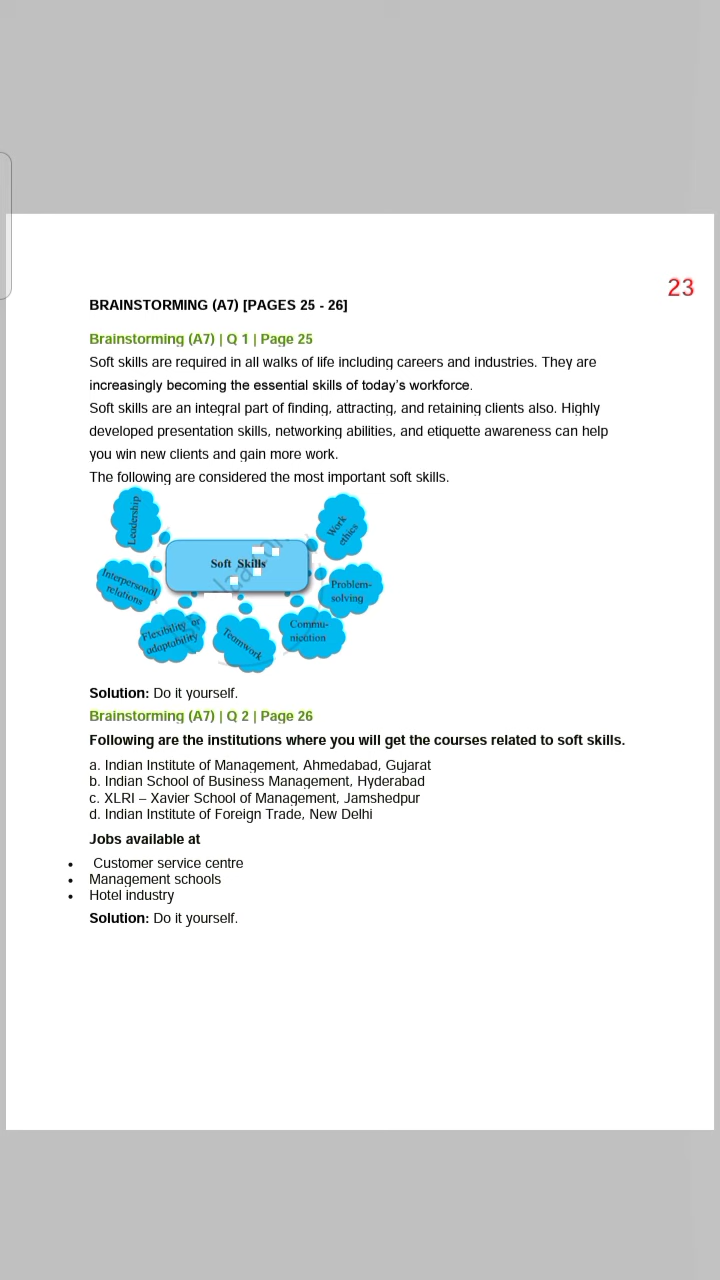 23
BRAINSTORMING (A7) [PAGES 25 - 26]
Brainstorming (A7) | Q 1 | Page 25
Soft skills are required in all walks of life including careers and industries. They are
increasingly becoming the essential skills of today's workforce.
Soft skills are an integral part of finding, attracting, and retaining clients also. Highly
developed presentation skills, networking abilities, and etiquette awareness can help
you win new clients and gain more work.
The following are considered the most important soft skills.
Leadership
Work
ethics
Soft Skills
Interpersonal
relations
Problem-
solving
Flexibility or
adaptability
Teamwork
Commu-
nication
Solution: Do it yourself.
Brainstorming (A7) | Q 2 | Page 26
Following are the institutions where you will get the courses related to soft skills.
a. Indian Institute of Management, Ahmedabad, Gujarat
b. Indian School of Business Management, Hyderabad
c. XLRI – Xavier School of Management, Jamshedpur
d. Indian Institute of Foreign Trade, New Delhi
Jobs available at
• Customer service centre
• Management schools
• Hotel industry
Solution: Do it yourself.